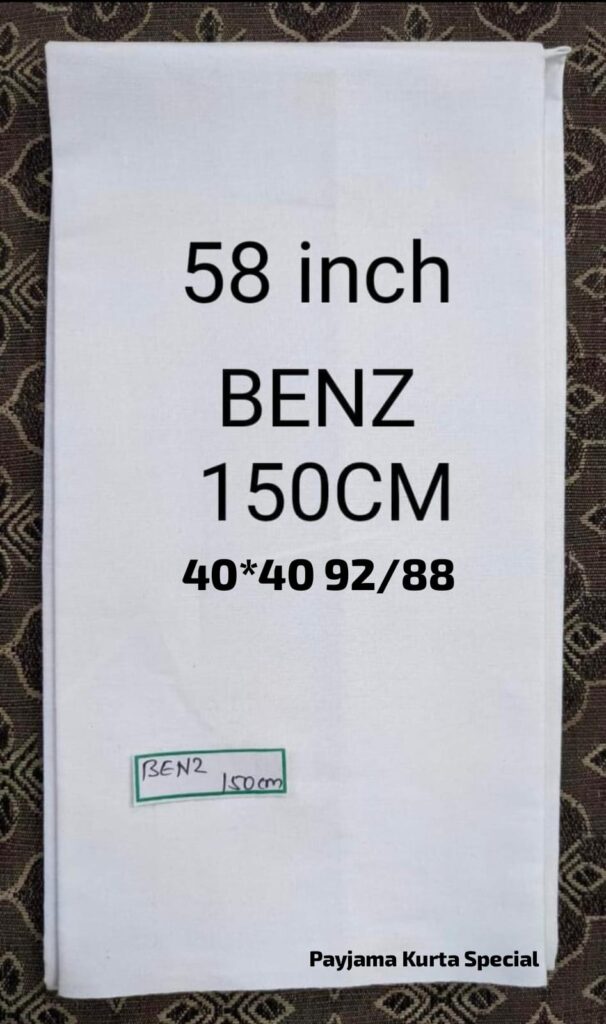 58 inch
BENZ
150CM
40*40 92/88
BENZ
150cm
Payjama Kurta Special